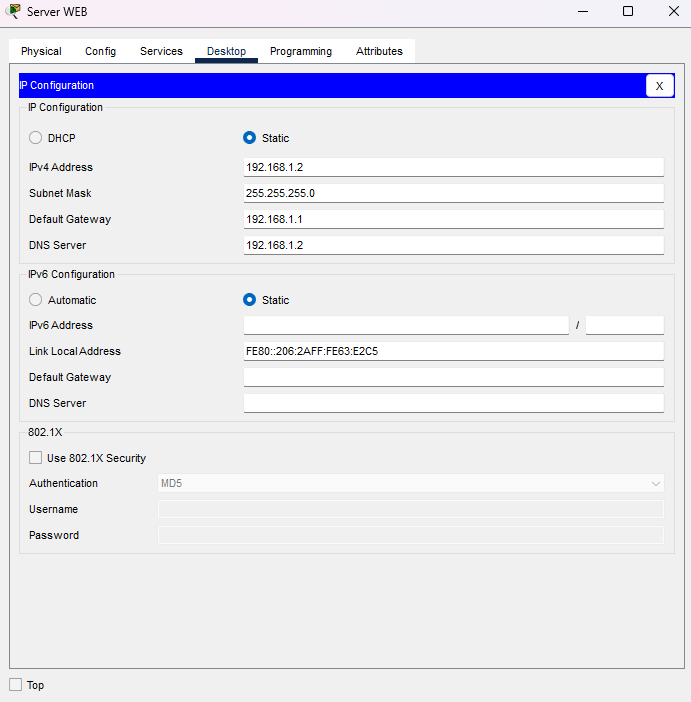 Server WEB
Physical Config Services Desktop Programming Attributes
IP Configuration X
IP Configuration
DHCP Static
IPv4 Address 192.168.1.2
Subnet Mask 255.255.255.0
Default Gateway 192.168.1.1
DNS Server 192.168.1.2
IPv6 Configuration
Automatic Static
IPv6 Address /
Link Local Address FE80::206:2AFF:FE63:E2C5
Default Gateway
DNS Server
802.1X
Use 802.1X Security
Authentication MD5
Username
Password
Top